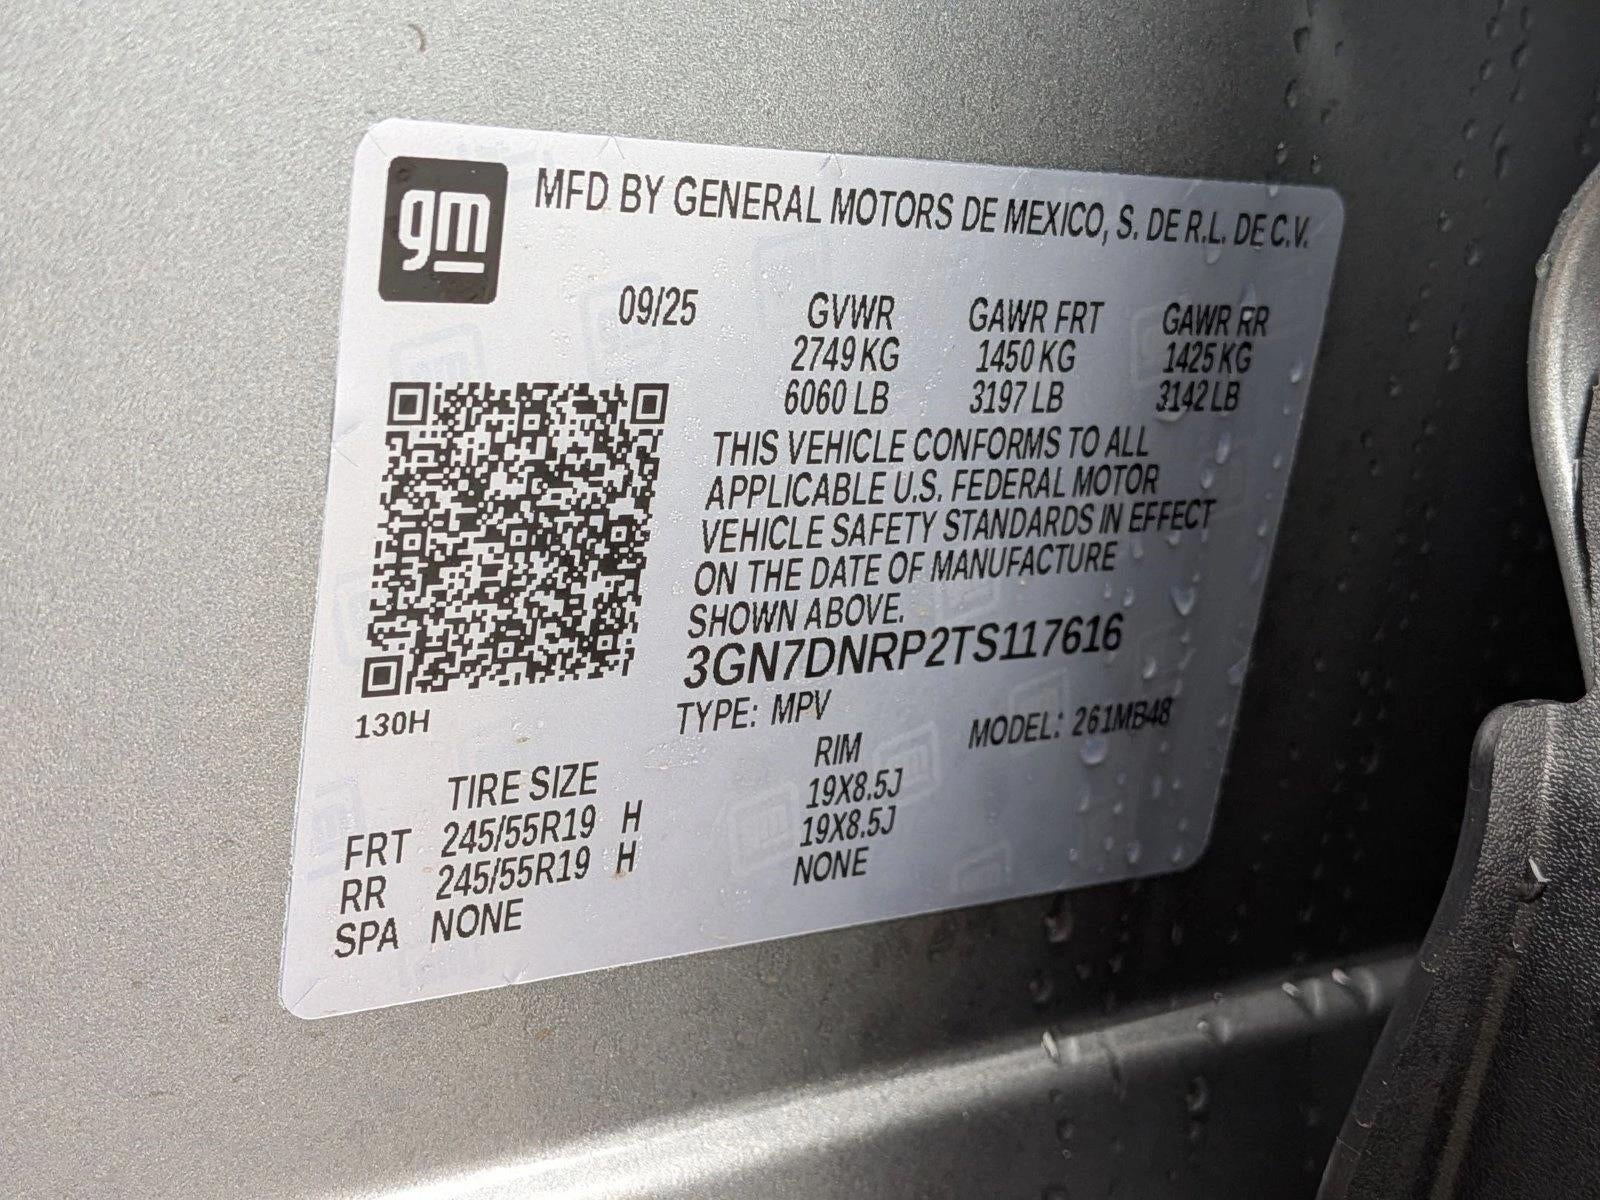 gm
MFD BY GENERAL MOTORS DE MEXICO, S. DE R.L. DE C.V.
09/25 GVWR GAWR FRT GAWR RR
2749 KG 1450 KG 1425 KG
6060 LB 3197 LB 3142 LB
THIS VEHICLE CONFORMS TO ALL
APPLICABLE U.S. FEDERAL MOTOR
VEHICLE SAFETY STANDARDS IN EFFECT
ON THE DATE OF MANUFACTURE
SHOWN ABOVE.
3GN7DNRP2TS117616
130H
TYPE: MPV MODEL: 261MB48
TIRE SIZE RIM
FRT 245/55R19 H 19X8.5J
RR 245/55R19 H 19X8.5J
SPA NONE NONE